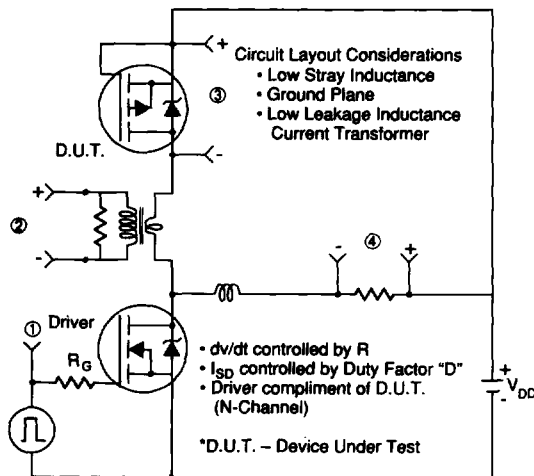 +
Circuit Layout Considerations
• Low Stray Inductance
• Ground Plane
• Low Leakage Inductance
Current Transformer
③
D.U.T.
-
+
②
-
- ④ +
① Driver
R_G
• dv/dt controlled by R
• I_SD controlled by Duty Factor "D"
• Driver compliment of D.U.T.
(N-Channel)
*D.U.T. – Device Under Test
+
V_DD
-